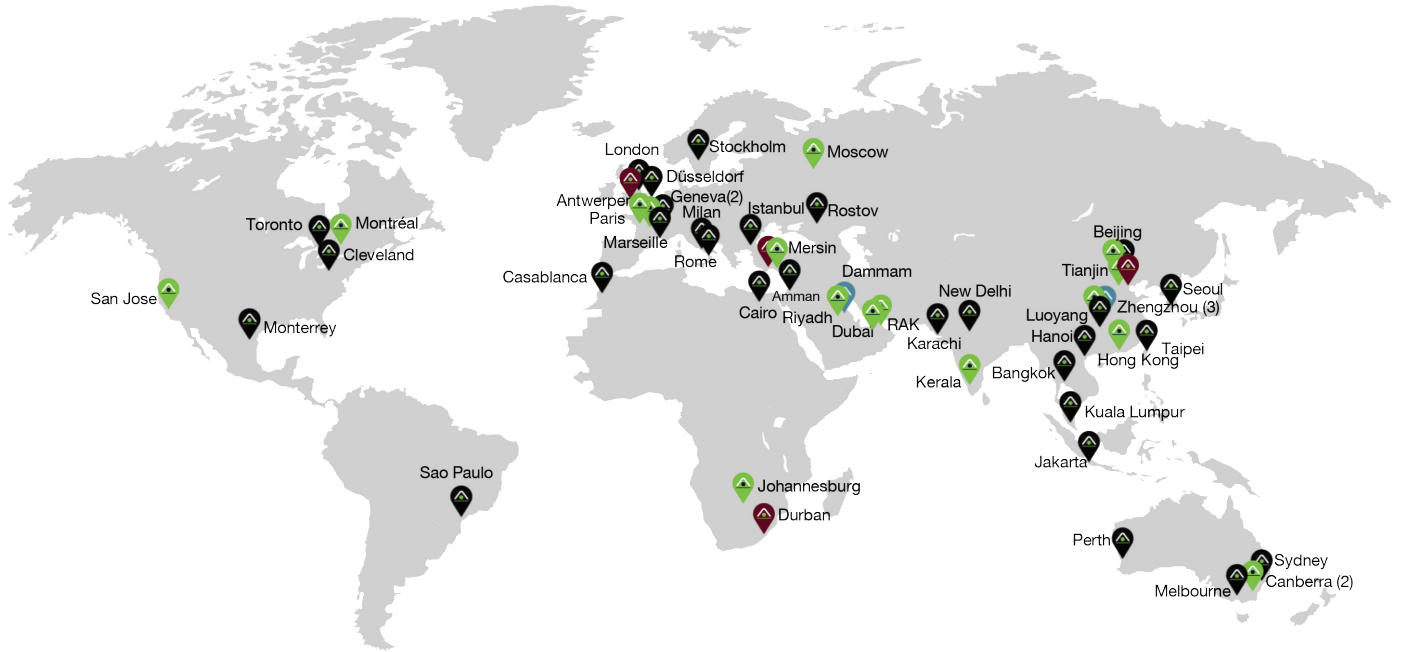 London
Stockholm
Moscow
Düsseldorf
Antwerper
Geneva(2)
Paris
Milan
Istanbul
Rostov
Toronto
Montréal
Marseille
Beijing
Cleveland
Rome
Mersin
Tianjin
Casablanca
Dammam
San Jose
Amman
New Delhi
Seoul
Cairo
Riyadh
Luoyang
Zhengzhou (3)
Monterrey
Dubai
RAK
Karachi
Hanoi
Taipei
Hong Kong
Kerala
Bangkok
Kuala Lumpur
Jakarta
Sao Paulo
Johannesburg
Durban
Perth
Sydney
Canberra (2)
Melbourne